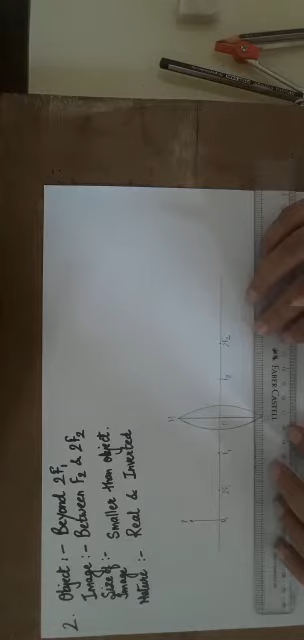 2. Object :- Beyond 2F₁
Image :- Between F₂ & 2F₂
Size of Image :- Smaller than object.
Nature :- Real & Inverted
2F₂
FABER-CASTELL